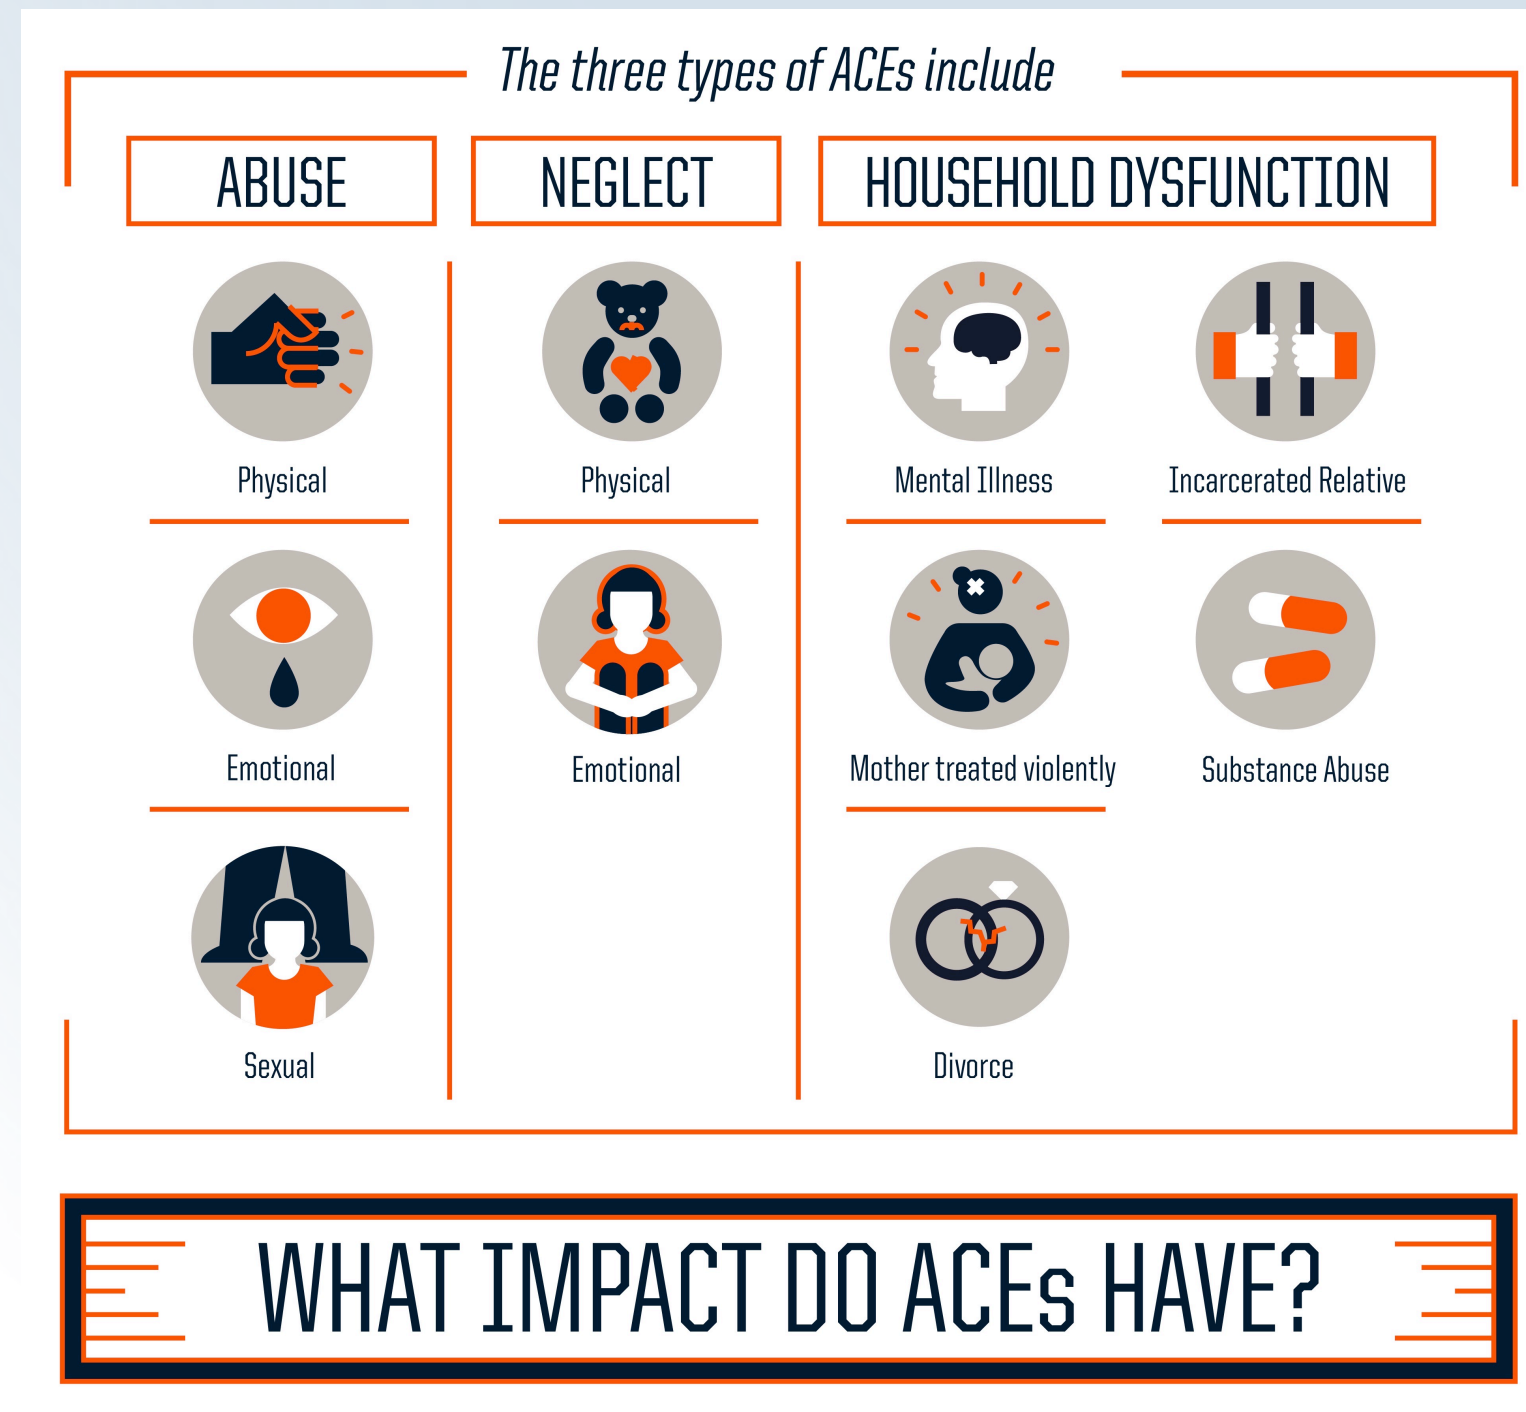 The three types of ACEs include
ABUSE
NEGLECT
HOUSEHOLD DYSFUNCTION
Physical
Emotional
Sexual
Physical
Emotional
Mental Illness
Incarcerated Relative
Mother treated violently
Substance Abuse
Divorce
WHAT IMPACT DO ACEs HAVE?